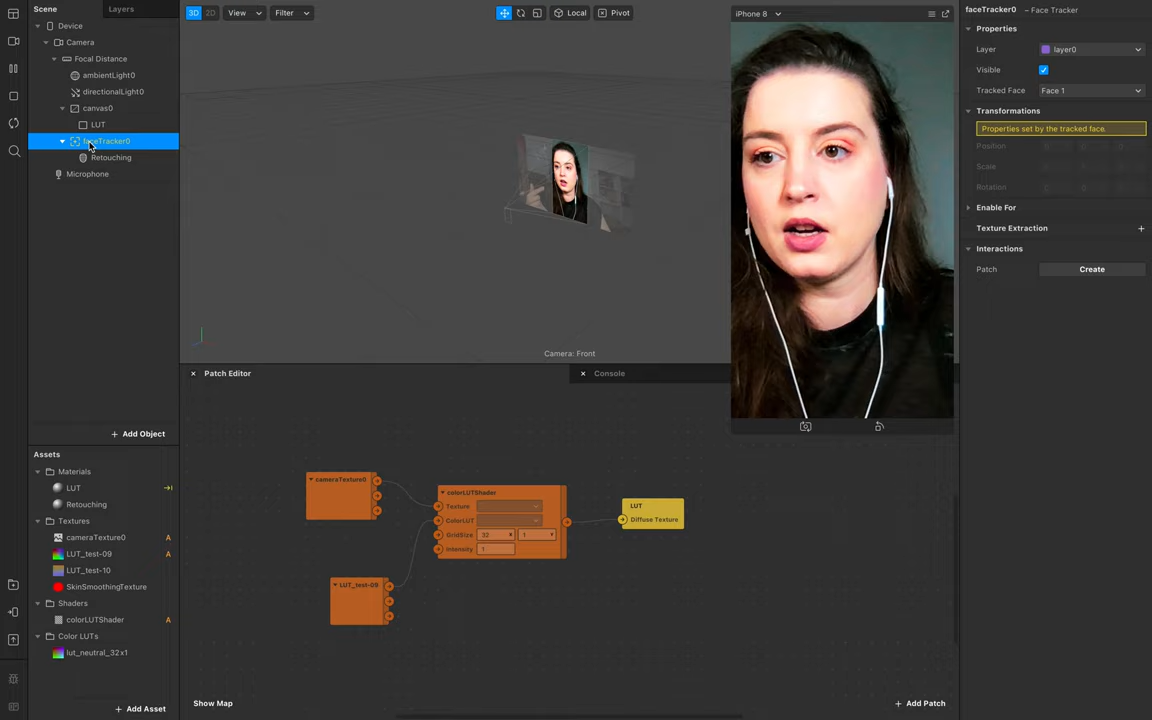 Scene
Layers
Device
Camera
Focal Distance
ambientLight0
directionalLight0
canvas0
LUT
faceTracker0
Retouching
Microphone
+ Add Object
Assets
Materials
LUT
Retouching
Textures
cameraTexture0 A
LUT_test-09 A
LUT_test-10
SkinSmoothingTexture
Shaders
colorLUTShader A
Color LUTs
lut_neutral_32x1
+ Add Asset
3D 2D View Filter Local Pivot
Camera: Front
iPhone 8
Patch Editor
Console
cameraTexture0
colorLUTShader
Texture
ColorLUT
GridSize 32 1
Intensity 1
LUT
Diffuse Texture
LUT_test-09
Show Map
+ Add Patch
faceTracker0 – Face Tracker
Properties
Layer layer0
Visible
Tracked Face Face 1
Transformations
Properties set by the tracked face.
Position 0 0 0
Scale
Rotation
Enable For
Texture Extraction +
Interactions
Patch Create